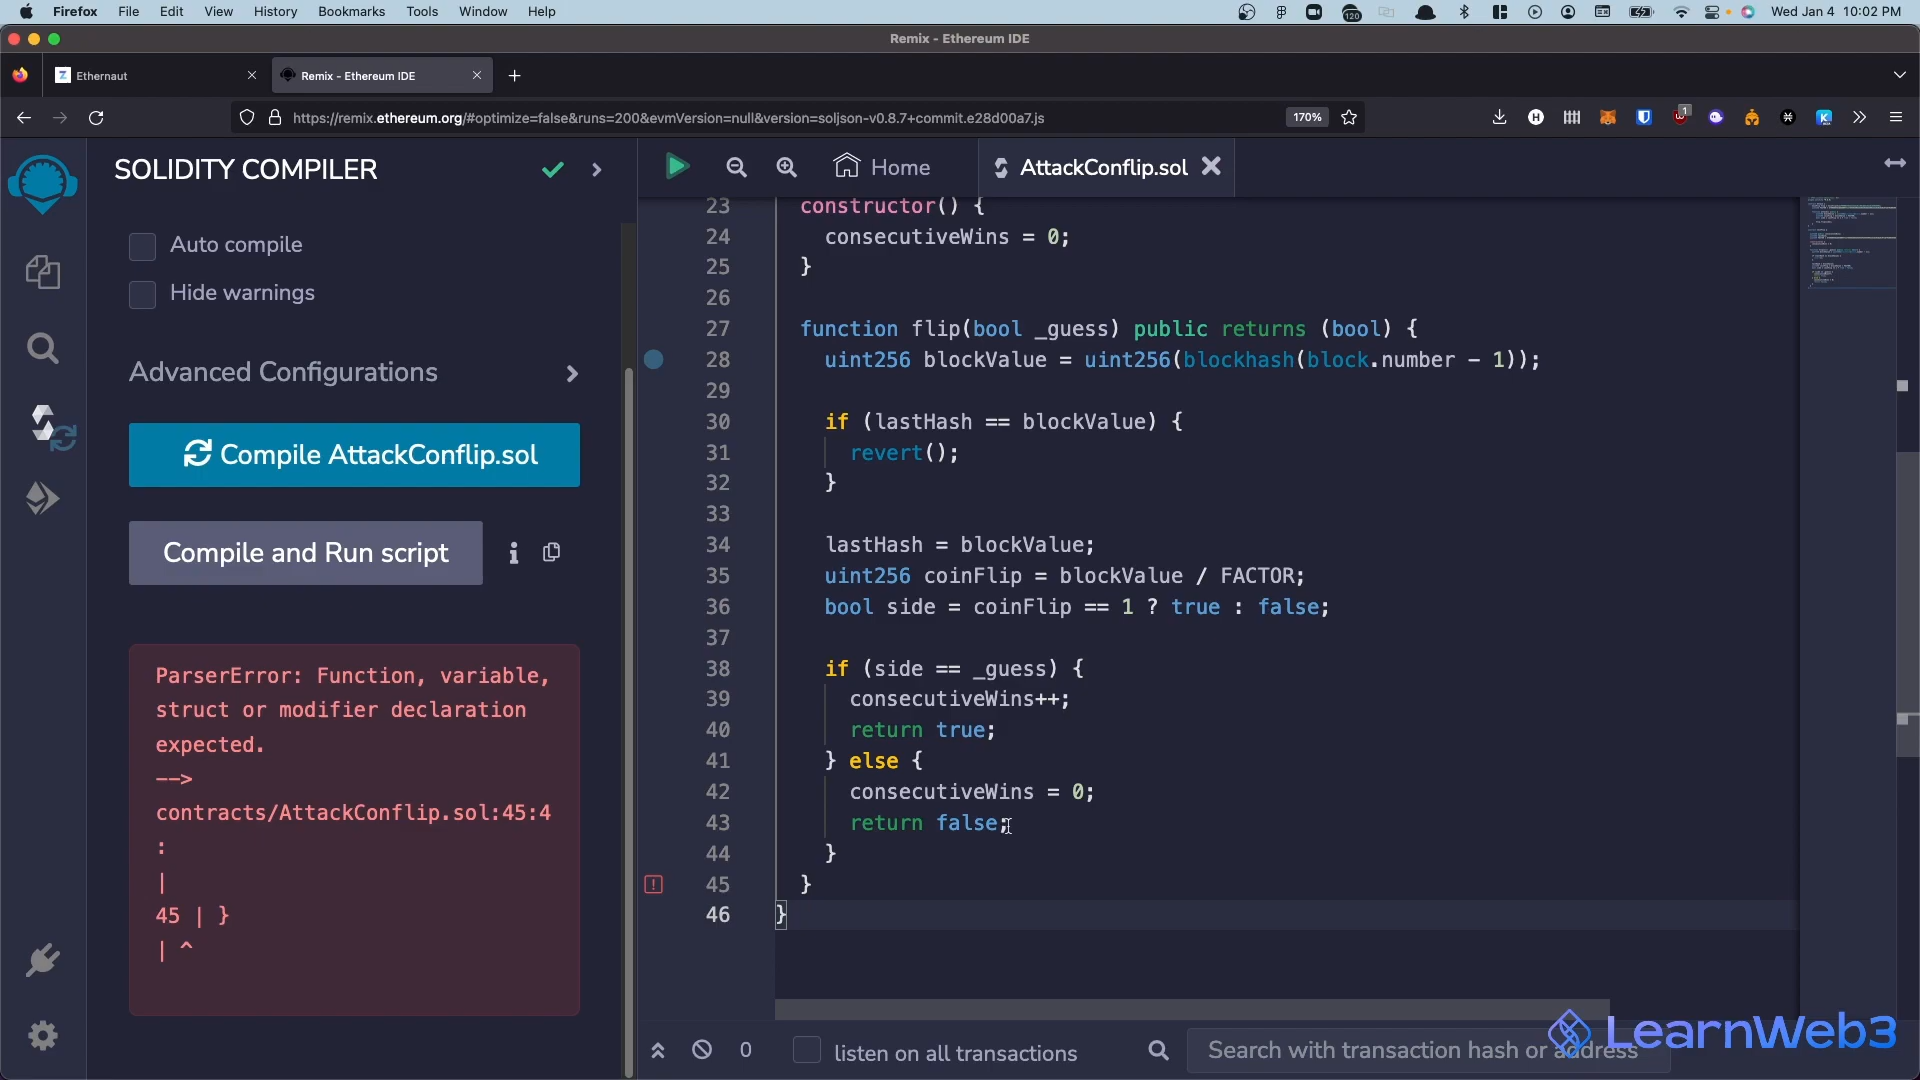 Firefox File Edit View History Bookmarks Tools Window Help
120
Wed Jan 4 10:02 PM
Remix - Ethereum IDE
Ethernaut
Remix - Ethereum IDE
https://remix.ethereum.org/#optimize=false&runs=200&evmVersion=null&version=soljson-v0.8.7+commit.e28d00a7.js
170%
1
SOLIDITY COMPILER
Home
AttackConflip.sol
Auto compile
Hide warnings
Advanced Configurations
Compile AttackConflip.sol
Compile and Run script
ParserError: Function, variable,
struct or modifier declaration
expected.
-->
contracts/AttackConflip.sol:45:4
:
|
45 | }
| ^
23 constructor() {
24 consecutiveWins = 0;
25 }
26
27 function flip(bool _guess) public returns (bool) {
28 uint256 blockValue = uint256(blockhash(block.number - 1));
29
30 if (lastHash == blockValue) {
31 revert();
32 }
33
34 lastHash = blockValue;
35 uint256 coinFlip = blockValue / FACTOR;
36 bool side = coinFlip == 1 ? true : false;
37
38 if (side == _guess) {
39 consecutiveWins++;
40 return true;
41 } else {
42 consecutiveWins = 0;
43 return false;
44 }
45 }
46 }
0
listen on all transactions
Search with transaction hash or address
LearnWeb3